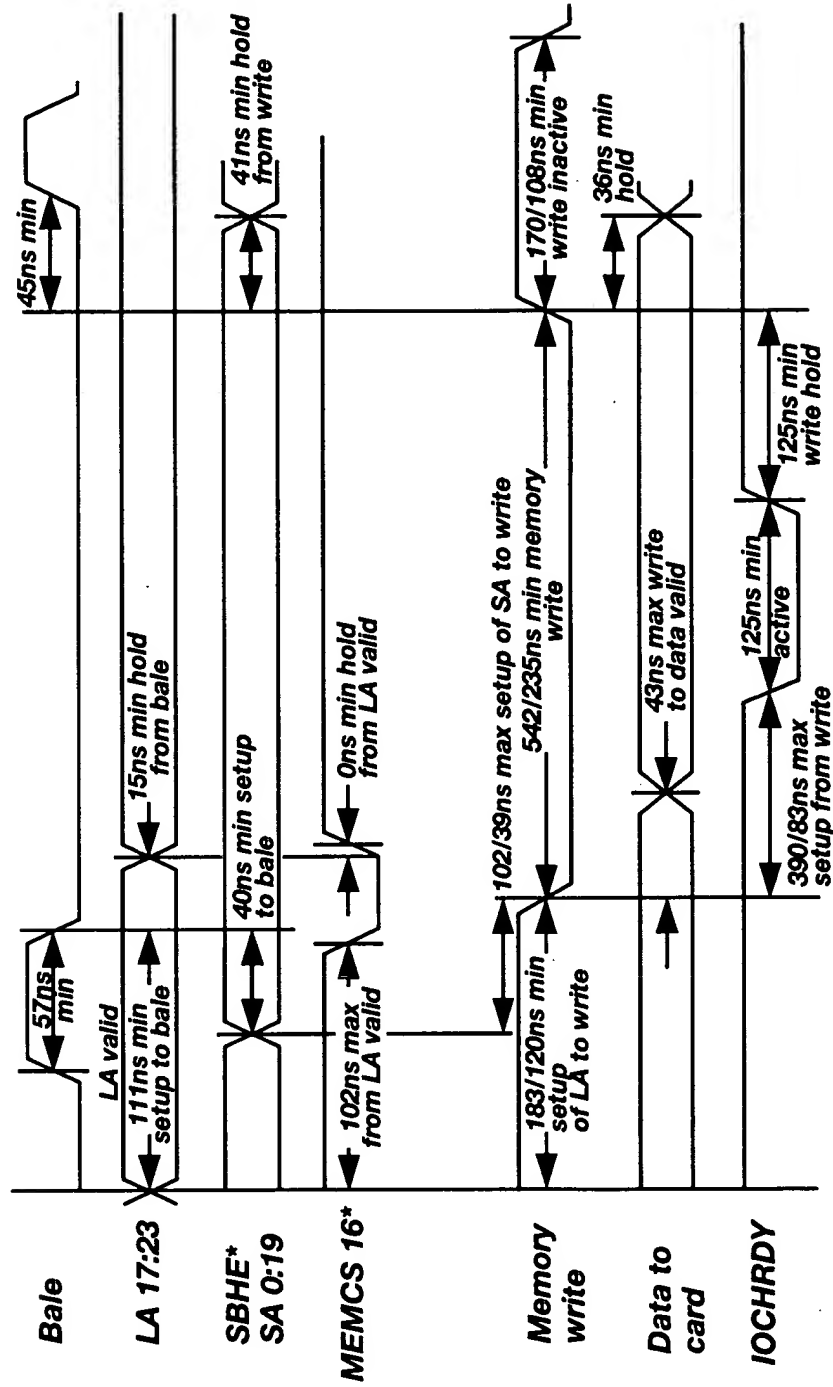 Bale
57ns
min
45ns min
LA 17:23
LA valid
111ns min
setup to bale
15ns min hold
from bale
SBHE*
SA 0:19
40ns min setup
to bale
41ns min hold
from write
MEMCS 16*
102ns max
from LA valid
0ns min hold
from LA valid
102/39ns max setup of SA to write
Memory
write
183/120ns min
setup
of LA to write
542/235ns min memory
write
170/108ns min
write inactive
Data to
card
43ns max write
to data valid
36ns min
hold
IOCHRDY
390/83ns max
setup from write
125ns min
active
125ns min
write hold